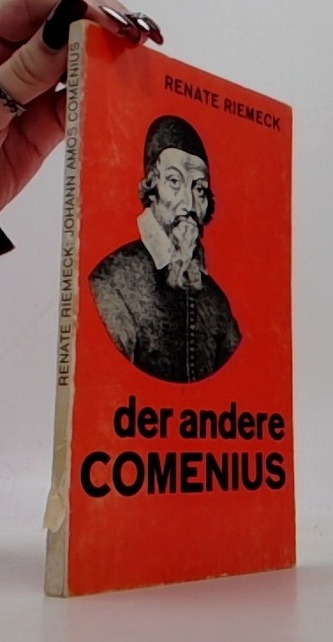 RENATE RIEMECK: JOHANN AMOS COMENIUS
RENATE RIEMECK
der andere
COMENIUS